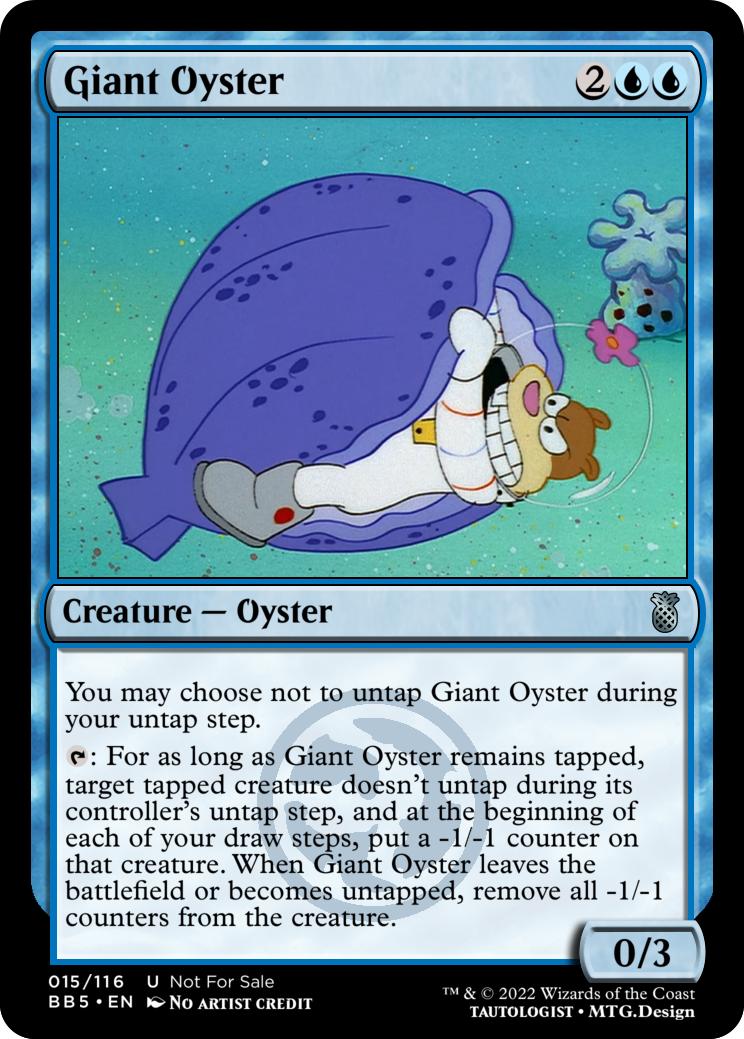 Giant Oyster 2
Creature — Oyster
You may choose not to untap Giant Oyster during
your untap step.
: For as long as Giant Oyster remains tapped,
target tapped creature doesn't untap during its
controller's untap step, and at the beginning of
each of your draw steps, put a -1/-1 counter on
that creature. When Giant Oyster leaves the
battlefield or becomes untapped, remove all -1/-1
counters from the creature.
0/3
015/116 U Not For Sale
BB5 • EN No ARTIST CREDIT
™ & © 2022 Wizards of the Coast
TAUTOLOGIST • MTG.Design